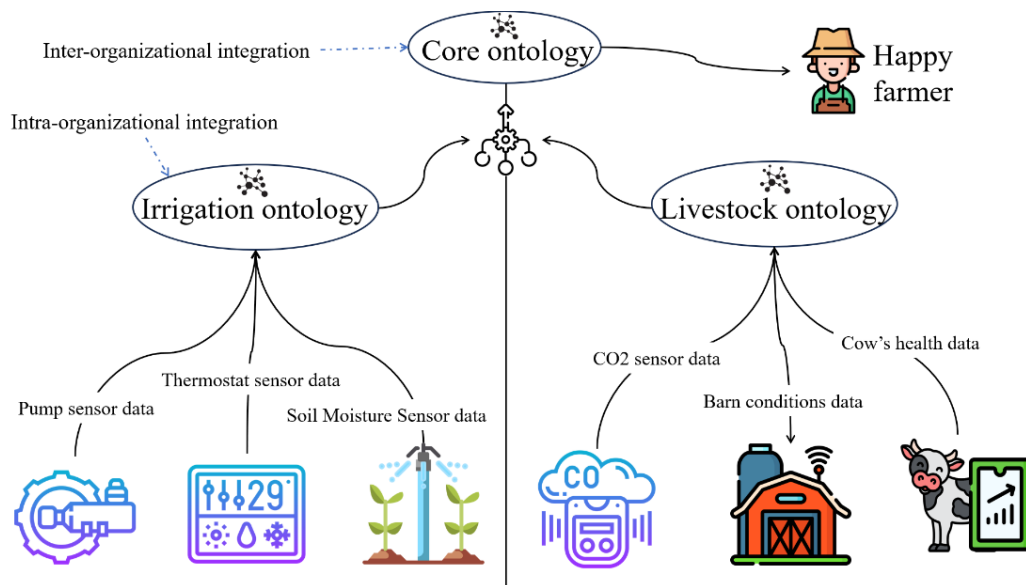 Inter-organizational integration
Core ontology
Happy
farmer
Intra-organizational integration
Irrigation ontology
Livestock ontology
Pump sensor data
Thermostat sensor data
Soil Moisture Sensor data
CO2 sensor data
Barn conditions data
Cow's health data
29
CO